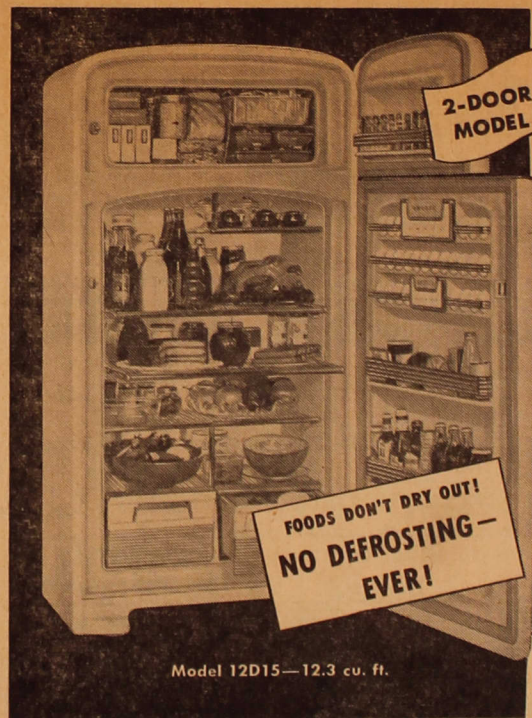 2-DOOR
MODEL
FOODS DON'T DRY OUT!
NO DEFROSTING—
EVER!
Model 12D15—12.3 cu. ft.